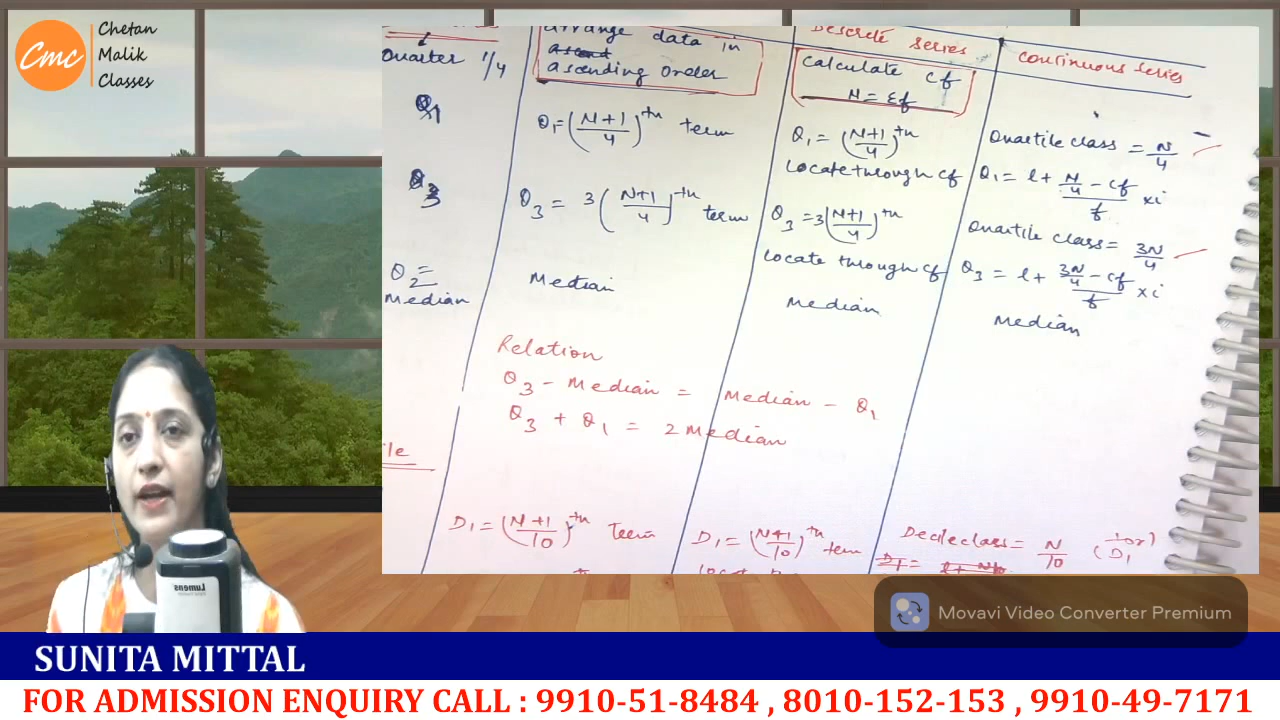 Chetan
Malik
Classes
cmc
Quarter 1/4
arrange data in
ascending order
Descrete series
continuous series
Calculate cf
N = Σf
Q1
Q1 = (N+1/4)th term
Q1 = (N+1/4)th
Locate through cf
Quartile class = N/4
Q1 = l + N/4 - cf / f × i
Q3
Q3 = 3(N+1/4)th term
Q3 = 3(N+1/4)th
Locate through cf
Quartile class = 3N/4
Q3 = l + 3N/4 - cf / f × i
Q2 =
Median
Median
Median
Median
Relation
Q3 - Median = Median - Q1
Q3 + Q1 = 2 Median
ile
D1 = (N+1/10)th term
D1 = (N+1/10)th term
Decile class = N/10 (for D1)
Lumens
Movavi Video Converter Premium
SUNITA MITTAL
FOR ADMISSION ENQUIRY CALL : 9910-51-8484 , 8010-152-153 , 9910-49-7171